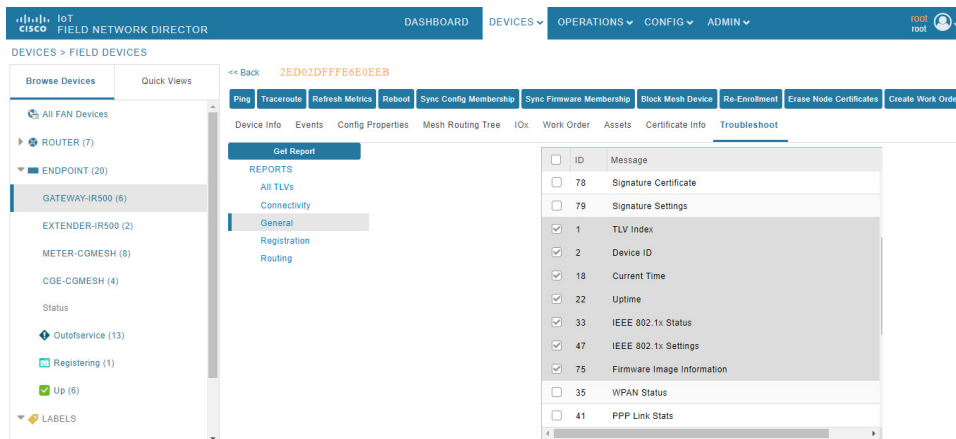 IoT
CISCO FIELD NETWORK DIRECTOR
DASHBOARD DEVICES OPERATIONS CONFIG ADMIN
root
root
DEVICES > FIELD DEVICES
Browse Devices Quick Views
All FAN Devices
ROUTER (7)
ENDPOINT (20)
GATEWAY-IR500 (6)
EXTENDER-IR500 (2)
METER-CGMESH (8)
CGE-CGMESH (4)
Status
Outofservice (13)
Registering (1)
Up (6)
LABELS
<< Back 2ED02DFFFE6E0EEB
Ping Traceroute Refresh Metrics Reboot Sync Config Membership Sync Firmware Membership Block Mesh Device Re-Enrollment Erase Node Certificates Create Work Orde
Device Info Events Config Properties Mesh Routing Tree IOx Work Order Assets Certificate Info Troubleshoot
Get Report
REPORTS
All TLVs
Connectivity
General
Registration
Routing
ID Message
78 Signature Certificate
79 Signature Settings
1 TLV Index
2 Device ID
18 Current Time
22 Uptime
33 IEEE 802.1x Status
47 IEEE 802.1x Settings
75 Firmware Image Information
35 WPAN Status
41 PPP Link Stats